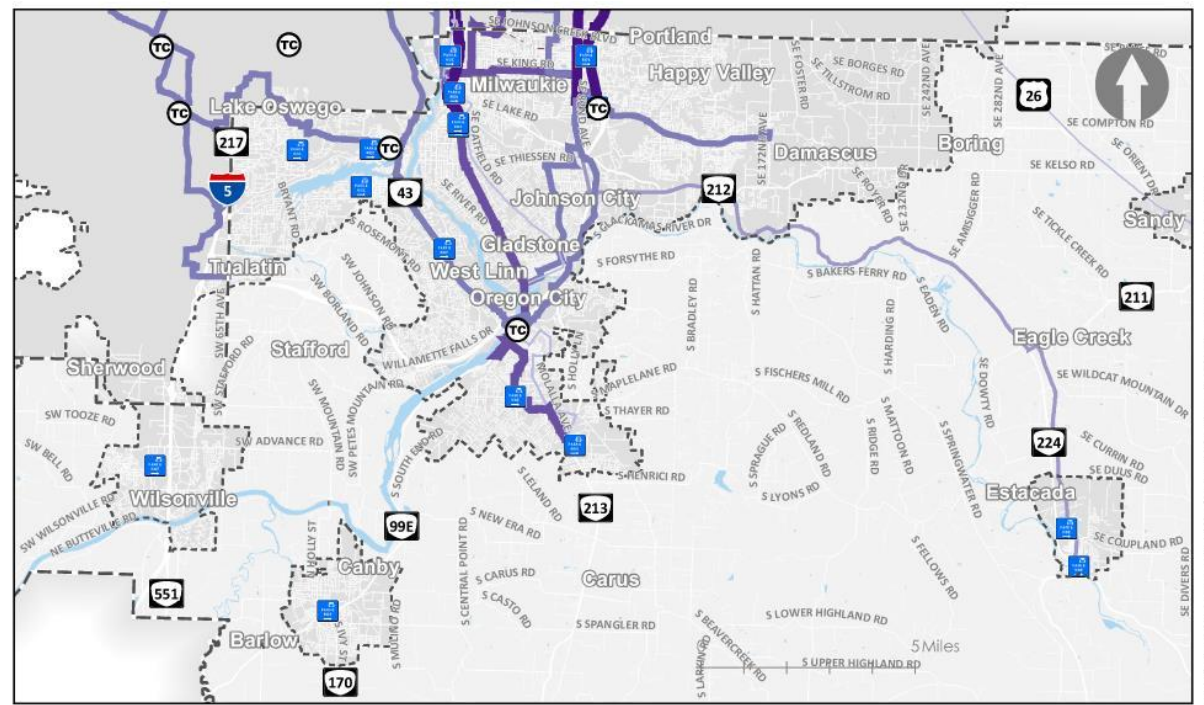 SE JOHNSON CREEK BLVD
Portland
TC
TC
SE KING RD
Milwaukie
Happy Valley
SE FOSTER RD
SE BORGES RD
SE TILLSTROM RD
SE 242ND AVE
SE 282ND AVE
26
Lake Oswego
TC
TC
SE LAKE RD
SE COMPTON RD
217
TC
SE OATFIELD RD
SE THIESSEN RD
SE 172ND AVE
Damascus
Boring
SE KELSO RD
SE ORIENT DR
5
43
BRYANT RD
SE RIVER RD
Johnson City
212
SE ROYER RD
SE 232ND DR
SE AMISIGGER RD
Sandy
S ROSEMONT RD
Gladstone
S CLACKAMAS RIVER DR
SE TICKLE CREEK RD
Tualatin
SW JOHNSON RD
West Linn
S FORSYTHE RD
S HATTAN RD
S BAKERS FERRY RD
SW BORLAND RD
Oregon City
S BRADLEY RD
S EADEN RD
211
SW 65TH AVE
TC
S HARDING RD
Eagle Creek
SW STAFFORD RD
Stafford
WILLAMETTE FALLS DR
MOLALLA AVE
S HOLLY LN
Sherwood
SW PETES MOUNTAIN RD
S MAPLELANE RD
S FISCHERS MILL RD
SE DOWTY RD
SE WILDCAT MOUNTAIN DR
SW TOOZE RD
SW MOUNTAIN RD
S THAYER RD
SW ADVANCE RD
S SPRAGUE RD
S REDLAND RD
S RIDGE RD
S MATTOON RD
S SPRINGWATER RD
224
SW BELL RD
S SOUTH END RD
SE CURRIN RD
SE DUUS RD
S HENRICI RD
Wilsonville
S LELAND RD
S LYONS RD
Estacada
SW WILSONVILLE RD
NE BUTTEVILLE RD
99E
S NEW ERA RD
213
SE COUPLAND RD
N HOLLY ST
Canby
S CENTRAL POINT RD
S FELLOWS RD
SE DIVERS RD
551
S CARUS RD
Carus
S CASTO RD
S LOWER HIGHLAND RD
Barlow
S IVY ST
S MULINO RD
S SPANGLER RD
S BEAVERCREEK RD
5 Miles
170
S LARKIN RD
S UPPER HIGHLAND RD